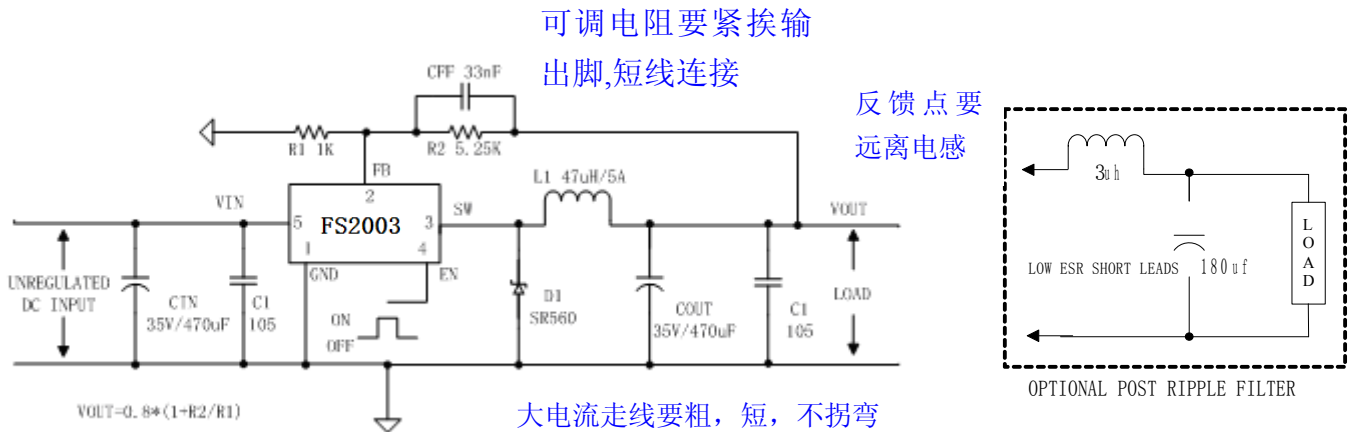 可调电阻要紧挨输
出脚,短线连接
CFF 33nF
反馈点要
远离电感
R1 1K
R2 5.25K
FB
2
L1 47uH/5A
3uh
VIN
SW
VOUT
5
FS2003
3
1
4
GND
EN
UNREGULATED
DC INPUT
CTN
35V/470uF
C1
105
ON
OFF
D1
SR560
COUT
35V/470uF
C1
105
LOAD
LOW ESR SHORT LEADS
180uf
LOAD
OPTIONAL POST RIPPLE FILTER
VOUT=0.8*(1+R2/R1)
大电流走线要粗，短，不拐弯